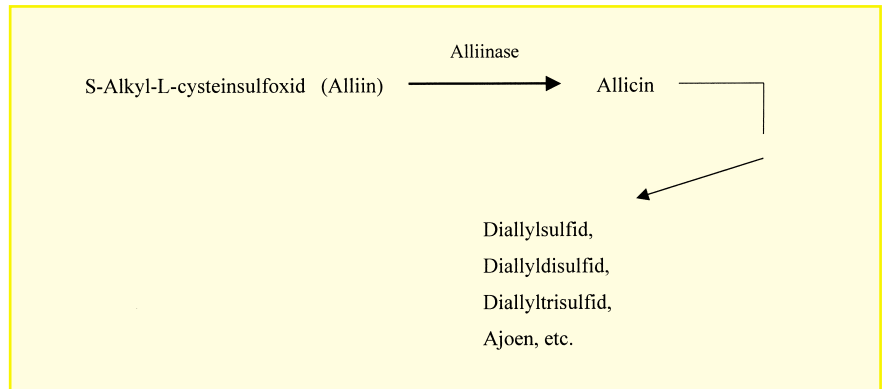 Alliinase
S-Alkyl-L-cysteinsulfoxid (Alliin) Allicin
Diallylsulfid,
Diallyldisulfid,
Diallyltrisulfid,
Ajoen, etc.